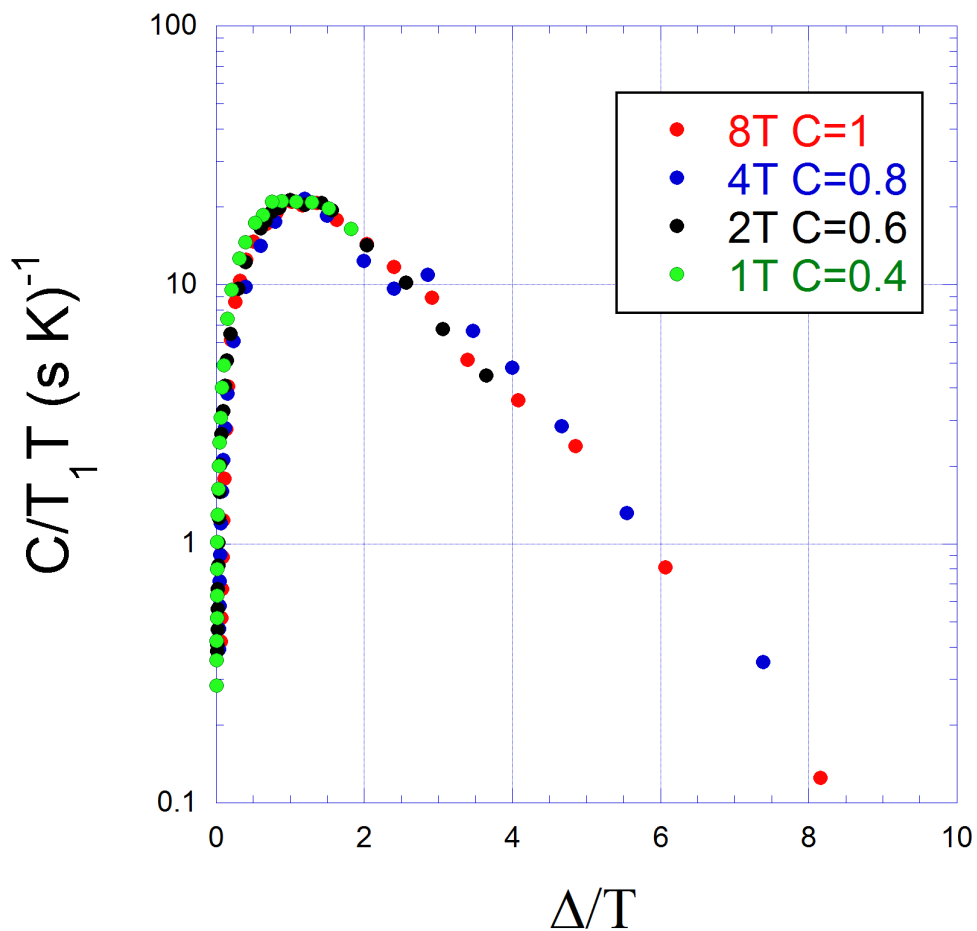 100
10
1
0.1
C/T₁T (s K)⁻¹
8T C=1
4T C=0.8
2T C=0.6
1T C=0.4
0 2 4 6 8 10
Δ/T